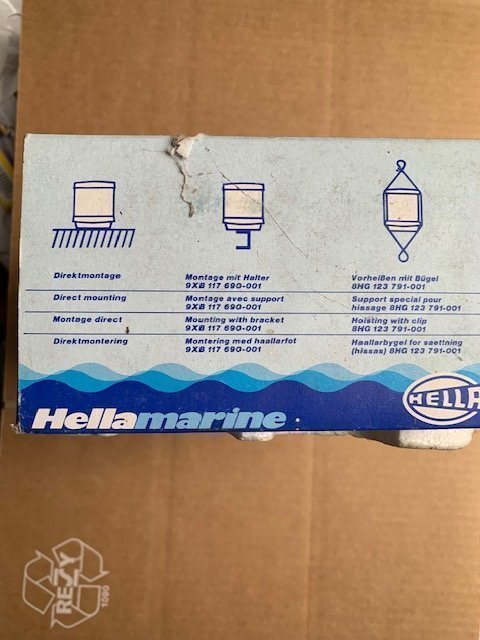 Direktmontage
Direct mounting
Montage direct
Direktmontering
Montage mit Halter
9XB 117 690-001
Montage avec support
9XB 117 690-001
Mounting with bracket
9XB 117 690-001
Montering med haallarfot
9XB 117 690-001
Vorheißen mit Bügel
8HG 123 791-001
Support special pour
hissage 8HG 123 791-001
Hoisting with clip
8HG 123 791-001
Haallarbygel for saettning
(hissas) 8HG 123 791-001
Hellamarine
HELLA
RESY
1090